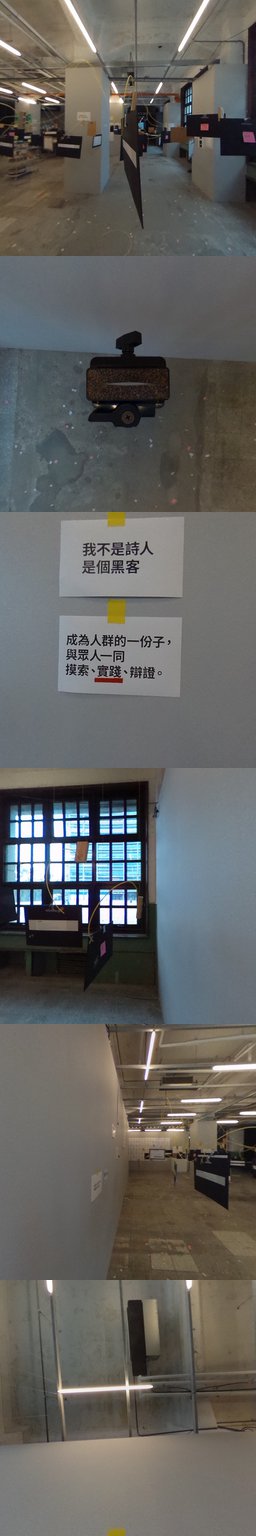 我不是詩人
是個黑客
成為人群的一份子，
與眾人一同
摸索、實踐、辯證。